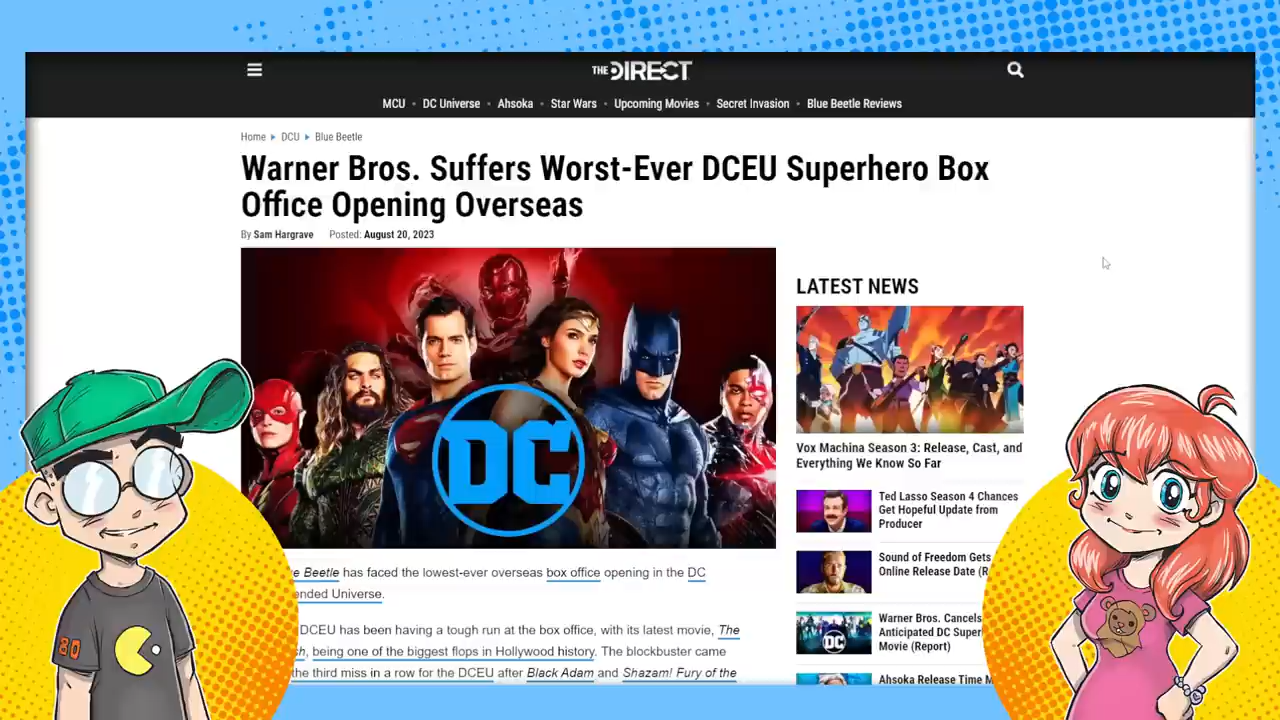 THE DIRECT
MCU • DC Universe • Ahsoka • Star Wars • Upcoming Movies • Secret Invasion • Blue Beetle Reviews
Home ▸ DCU ▸ Blue Beetle
Warner Bros. Suffers Worst-Ever DCEU Superhero Box
Office Opening Overseas
By Sam Hargrave Posted: August 20, 2023
DC
LATEST NEWS
Vox Machina Season 3: Release, Cast, and
Everything We Know So Far
Ted Lasso Season 4 Chances
Get Hopeful Update from
Producer
Sound of Freedom Gets
Online Release Date (R
Warner Bros. Cancels
Anticipated DC Super
Movie (Report)
DC
Ahsoka Release Time
e Beetle has faced the lowest-ever overseas box office opening in the DC
ended Universe.
DCEU has been having a tough run at the box office, with its latest movie, The
h, being one of the biggest flops in Hollywood history. The blockbuster came
the third miss in a row for the DCEU after Black Adam and Shazam! Fury of the
80